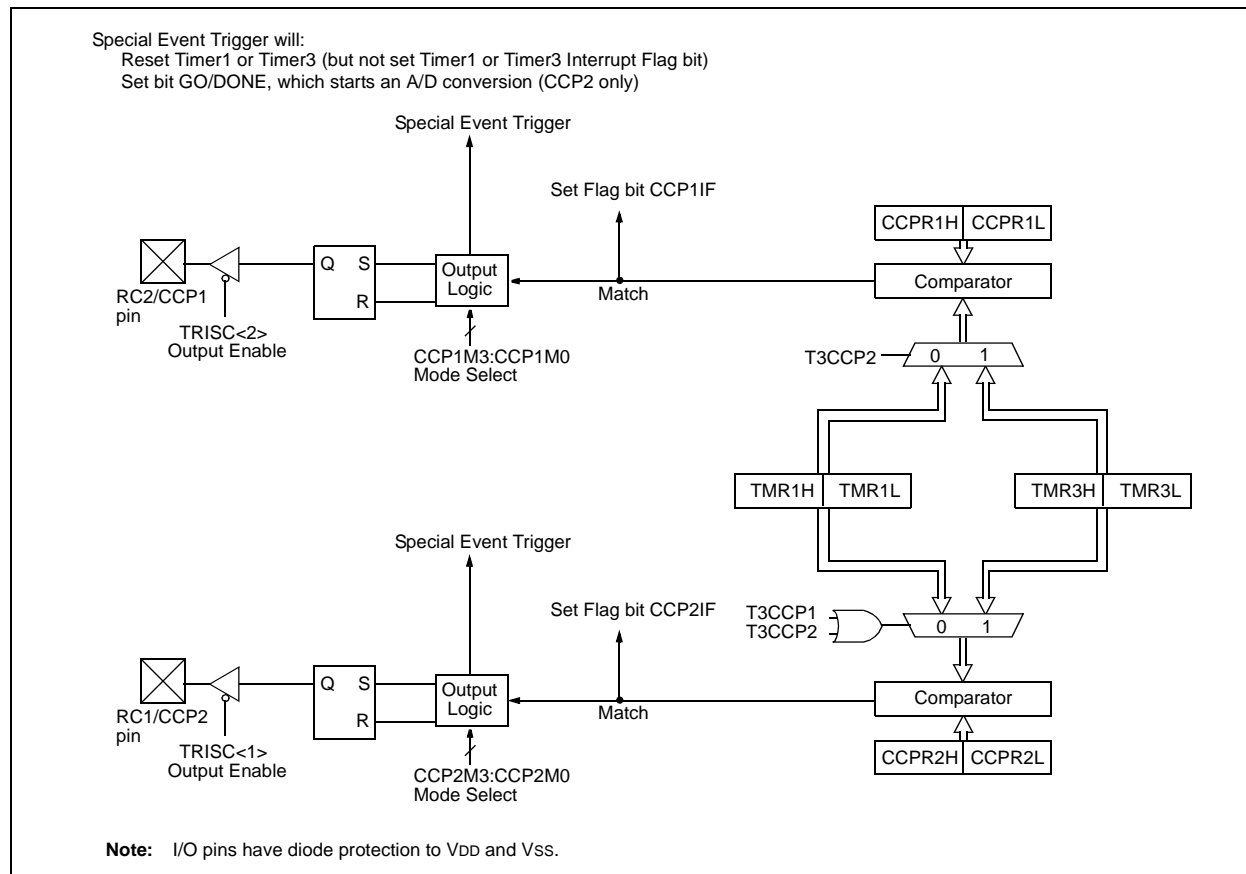 Special Event Trigger will:
Reset Timer1 or Timer3 (but not set Timer1 or Timer3 Interrupt Flag bit)
Set bit GO/DONE, which starts an A/D conversion (CCP2 only)
Special Event Trigger
Set Flag bit CCP1IF
CCPR1H CCPR1L
Q S
R
Output
Logic
Comparator
Match
RC2/CCP1
pin
TRISC<2>
Output Enable
CCP1M3:CCP1M0
Mode Select
T3CCP2
0 1
TMR1H TMR1L
TMR3H TMR3L
Special Event Trigger
Set Flag bit CCP2IF
T3CCP1
T3CCP2
0 1
Q S
R
Output
Logic
Comparator
Match
RC1/CCP2
pin
TRISC<1>
Output Enable
CCP2M3:CCP2M0
Mode Select
CCPR2H CCPR2L
Note: I/O pins have diode protection to VDD and VSS.